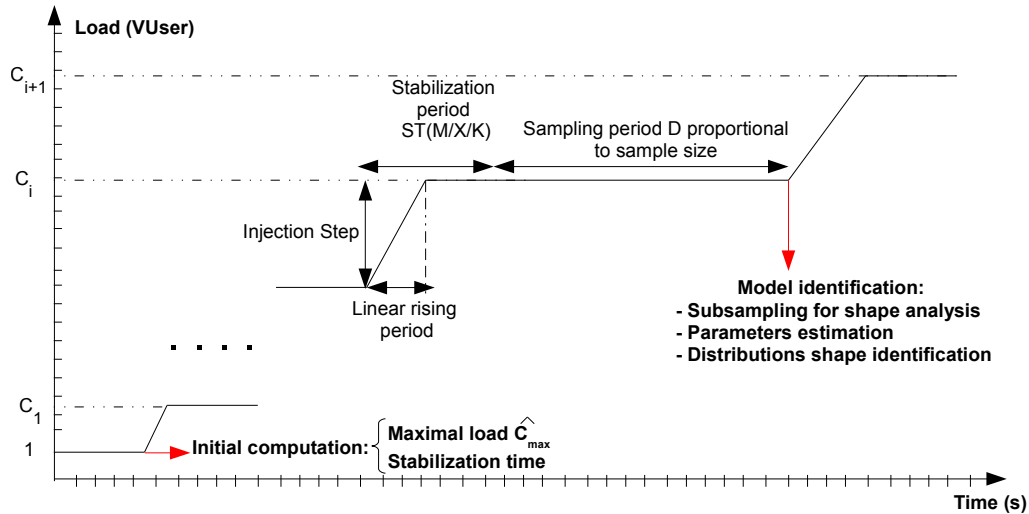 Load (VUser)
C_{i+1}
Stabilization
period
ST(M/X/K)
Sampling period D proportional
to sample size
C_i
Injection Step
Linear rising
period
Model identification:
- Subsampling for shape analysis
- Parameters estimation
- Distributions shape identification
. . . .
C_1
1
Initial computation:
Maximal load Ĉ_{max}
Stabilization time
Time (s)